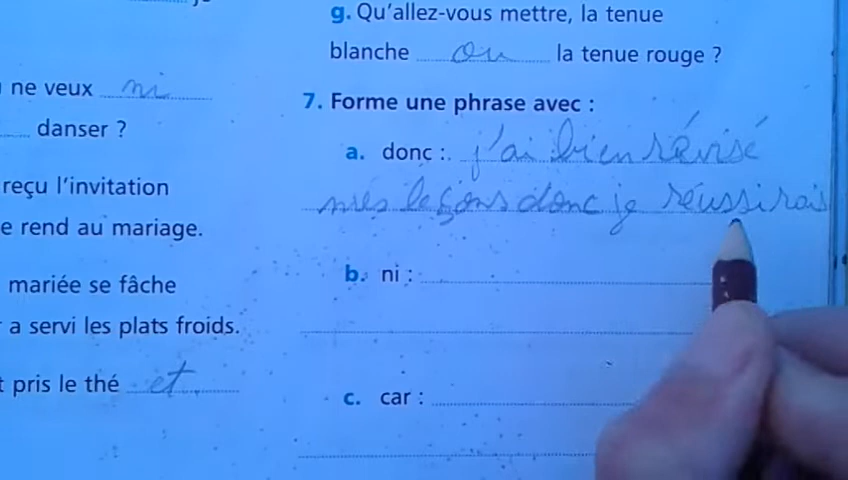 ne veux ni
danser ?
reçu l'invitation
e rend au mariage.
mariée se fâche
a servi les plats froids.
pris le thé et
g. Qu'allez-vous mettre, la tenue
blanche ou la tenue rouge ?
7. Forme une phrase avec :
a. donc : j'ai bien révisé
mes leçons donc je réussirais
b. ni :
c. car :